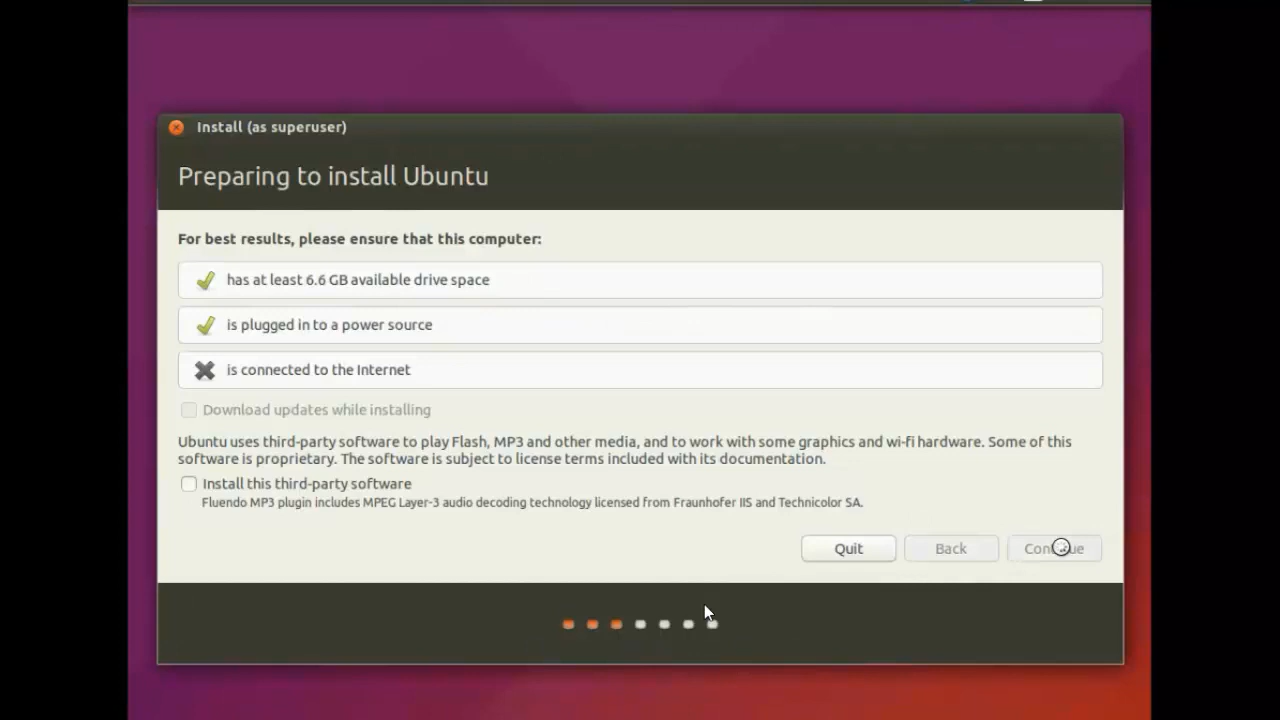 Install (as superuser)
Preparing to install Ubuntu
For best results, please ensure that this computer:
has at least 6.6 GB available drive space
is plugged in to a power source
is connected to the Internet
Download updates while installing
Ubuntu uses third-party software to play Flash, MP3 and other media, and to work with some graphics and wi-fi hardware. Some of this
software is proprietary. The software is subject to license terms included with its documentation.
Install this third-party software
Fluendo MP3 plugin includes MPEG Layer-3 audio decoding technology licensed from Fraunhofer IIS and Technicolor SA.
Quit Back Continue